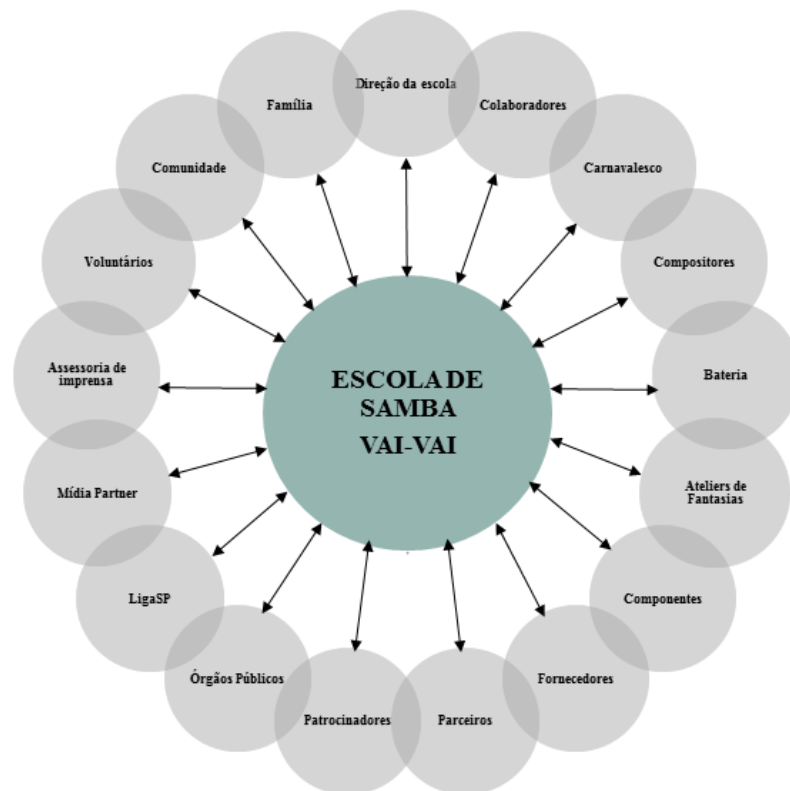 Direção da escola
Colaboradores
Carnavalesco
Compositores
Bateria
Ateliers de
Fantasias
Componentes
Fornecedores
Parceiros
Patrocinadores
Órgãos Públicos
LigaSP
Mídia Partner
Assessoria de
imprensa
Voluntários
Comunidade
Família
ESCOLA DE
SAMBA
VAI-VAI